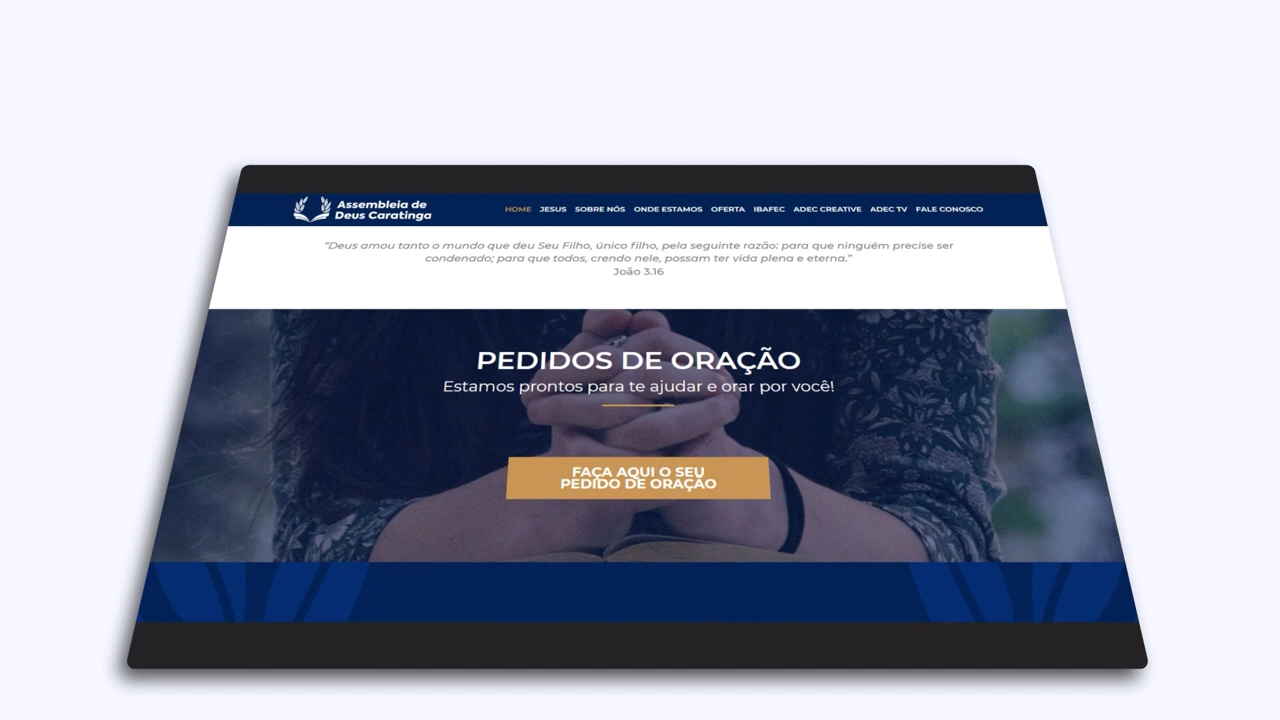 Assembleia de
Deus Caratinga
HOME JESUS SOBRE NÓS ONDE ESTAMOS OFERTA IBAFEC ADEC CREATIVE ADEC TV FALE CONOSCO
“Deus amou tanto o mundo que deu Seu Filho, único filho, pela seguinte razão: para que ninguém precise ser
condenado; para que todos, crendo nele, possam ter vida plena e eterna.”
João 3.16
PEDIDOS DE ORAÇÃO
Estamos prontos para te ajudar e orar por você!
FAÇA AQUI O SEU
PEDIDO DE ORAÇÃO